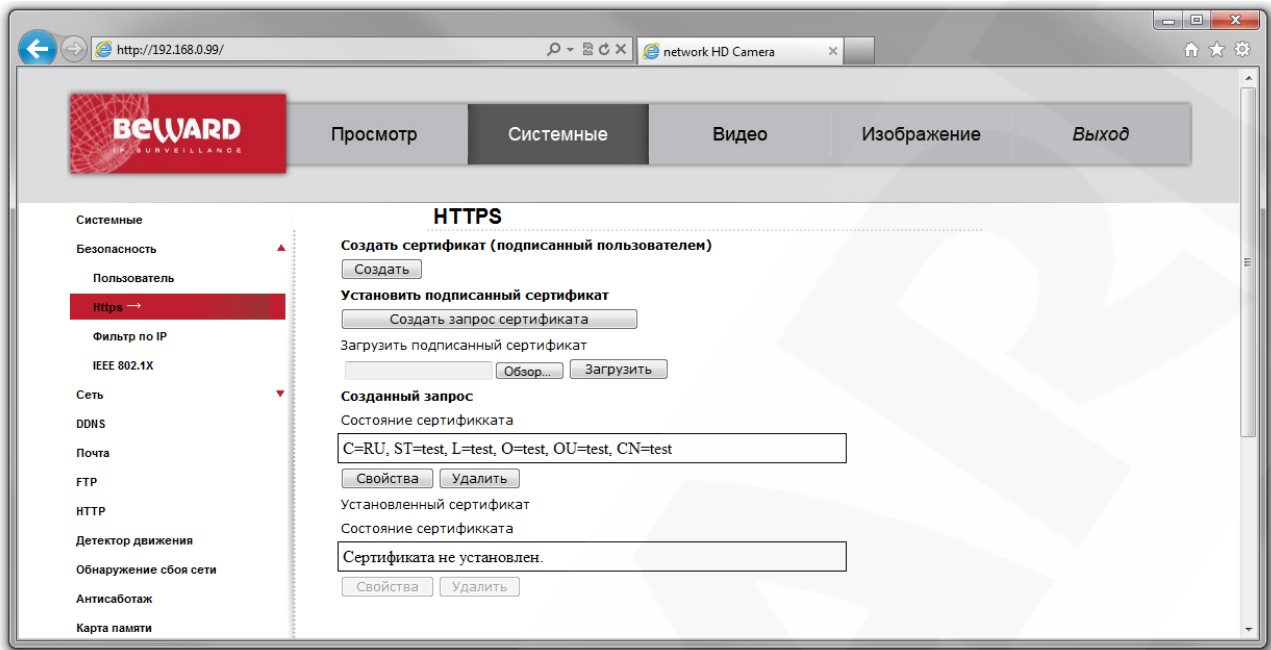 http://192.168.0.99/
network HD Camera
BEWARD
IP SURVEILLANCE
Просмотр
Системные
Видео
Изображение
Выход
Системные
Безопасность
Пользователь
Https →
Фильтр по IP
IEEE 802.1X
Сеть
DDNS
Почта
FTP
HTTP
Детектор движения
Обнаружение сбоя сети
Антисаботаж
Карта памяти
HTTPS
Создать сертификат (подписанный пользователем)
Создать
Установить подписанный сертификат
Создать запрос сертификата
Загрузить подписанный сертификат
Обзор... Загрузить
Созданный запрос
Состояние сертификката
C=RU, ST=test, L=test, O=test, OU=test, CN=test
Свойства Удалить
Установленный сертификат
Состояние сертификката
Сертификата не установлен.
Свойства Удалить